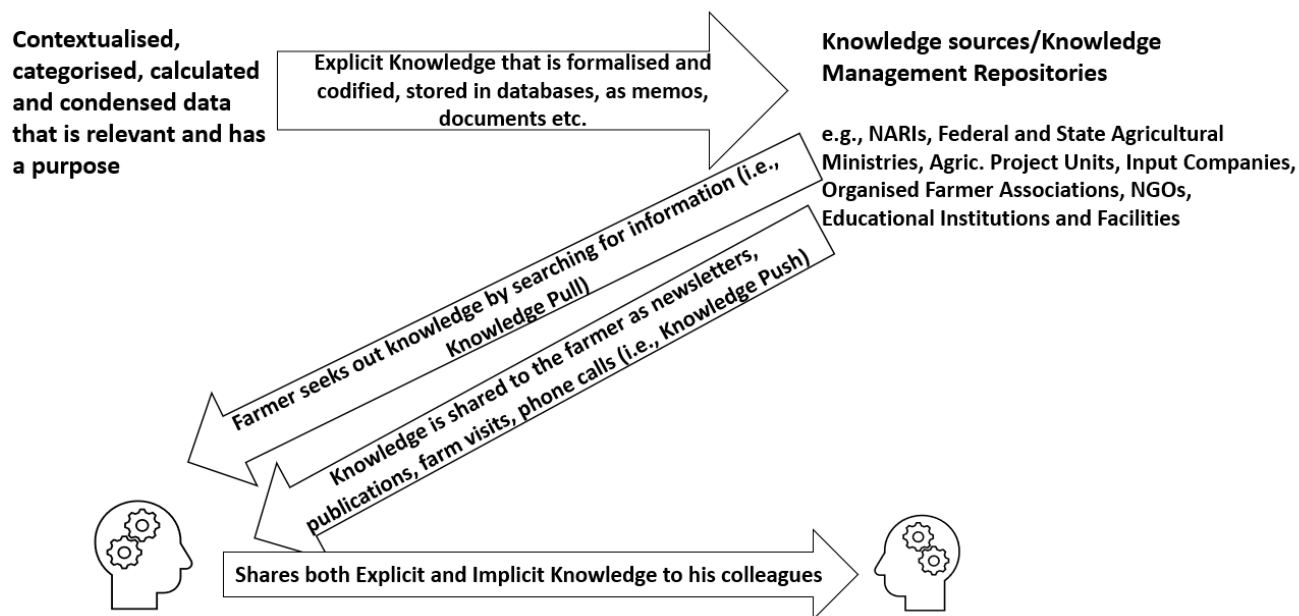 Contextualised,
categorised, calculated
and condensed data
that is relevant and has
a purpose
Explicit Knowledge that is formalised and
codified, stored in databases, as memos,
documents etc.
Knowledge sources/Knowledge
Management Repositories
e.g., NARIs, Federal and State Agricultural
Ministries, Agric. Project Units, Input Companies,
Organised Farmer Associations, NGOs,
Educational Institutions and Facilities
Farmer seeks out knowledge by searching for information (i.e.,
Knowledge Pull)
Knowledge is shared to the farmer as newsletters,
publications, farm visits, phone calls (i.e., Knowledge Push)
Shares both Explicit and Implicit Knowledge to his colleagues